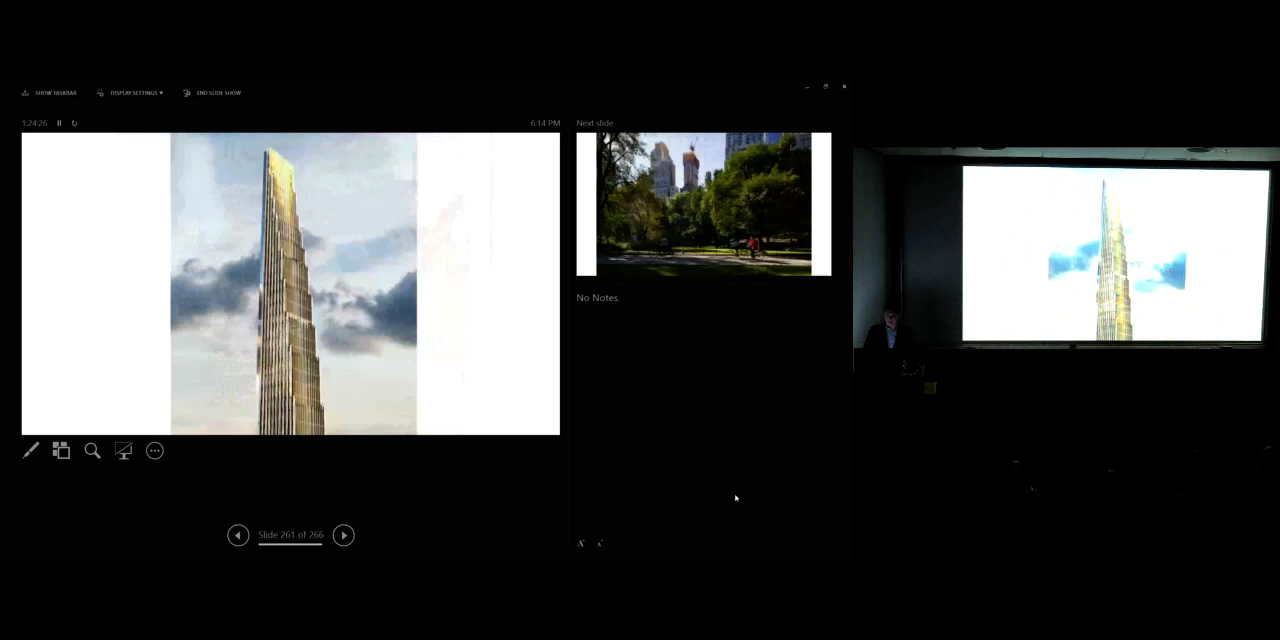 SHOW TASKBAR DISPLAY SETTINGS ▼ END SLIDE SHOW
1:24:26 6:14 PM Next slide
No Notes.
Slide 261 of 266
A A